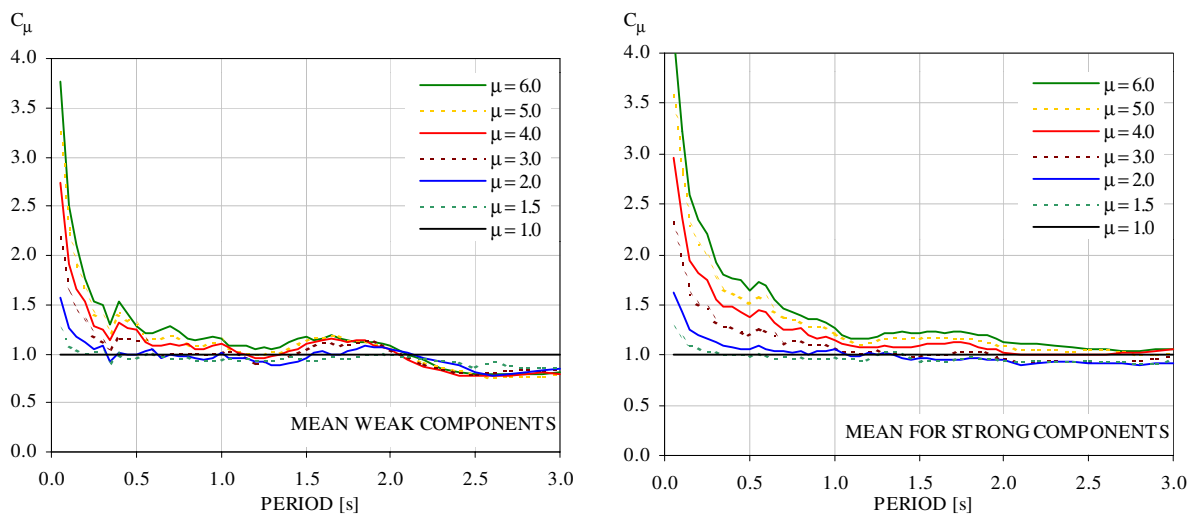 Cμ
4.0
3.5
3.0
2.5
2.0
1.5
1.0
0.5
0.0
μ = 6.0
μ = 5.0
μ = 4.0
μ = 3.0
μ = 2.0
μ = 1.5
μ = 1.0
MEAN WEAK COMPONENTS
0.0 0.5 1.0 1.5 2.0 2.5 3.0
PERIOD [s]
Cμ
4.0
3.5
3.0
2.5
2.0
1.5
1.0
0.5
0.0
μ = 6.0
μ = 5.0
μ = 4.0
μ = 3.0
μ = 2.0
μ = 1.5
μ = 1.0
MEAN FOR STRONG COMPONENTS
0.0 0.5 1.0 1.5 2.0 2.5 3.0
PERIOD [s]